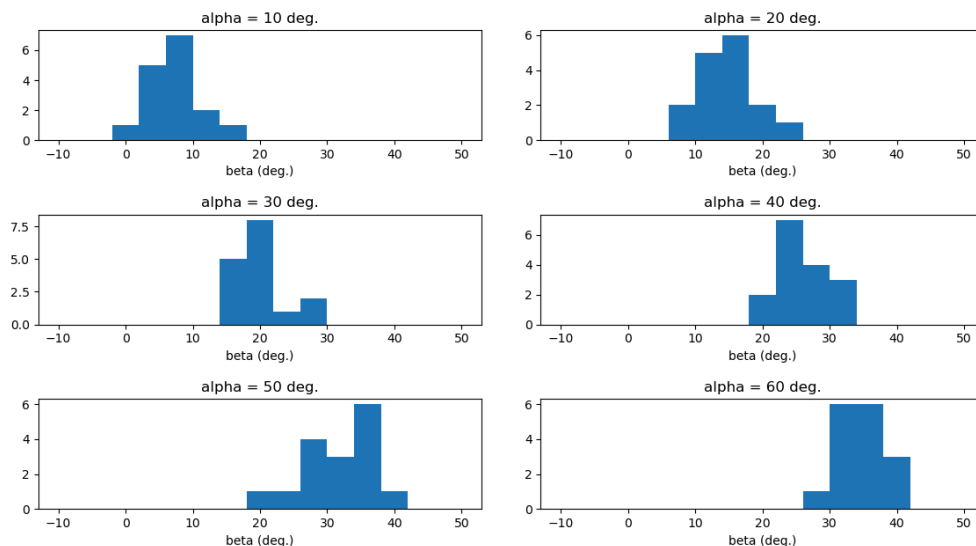 alpha = 10 deg.
6
4
2
0
−10 0 10 20 30 40 50
beta (deg.)
alpha = 20 deg.
6
4
2
0
−10 0 10 20 30 40 50
beta (deg.)
alpha = 30 deg.
7.5
5.0
2.5
0.0
−10 0 10 20 30 40 50
beta (deg.)
alpha = 40 deg.
6
4
2
0
−10 0 10 20 30 40 50
beta (deg.)
alpha = 50 deg.
6
4
2
0
−10 0 10 20 30 40 50
beta (deg.)
alpha = 60 deg.
6
4
2
0
−10 0 10 20 30 40 50
beta (deg.)